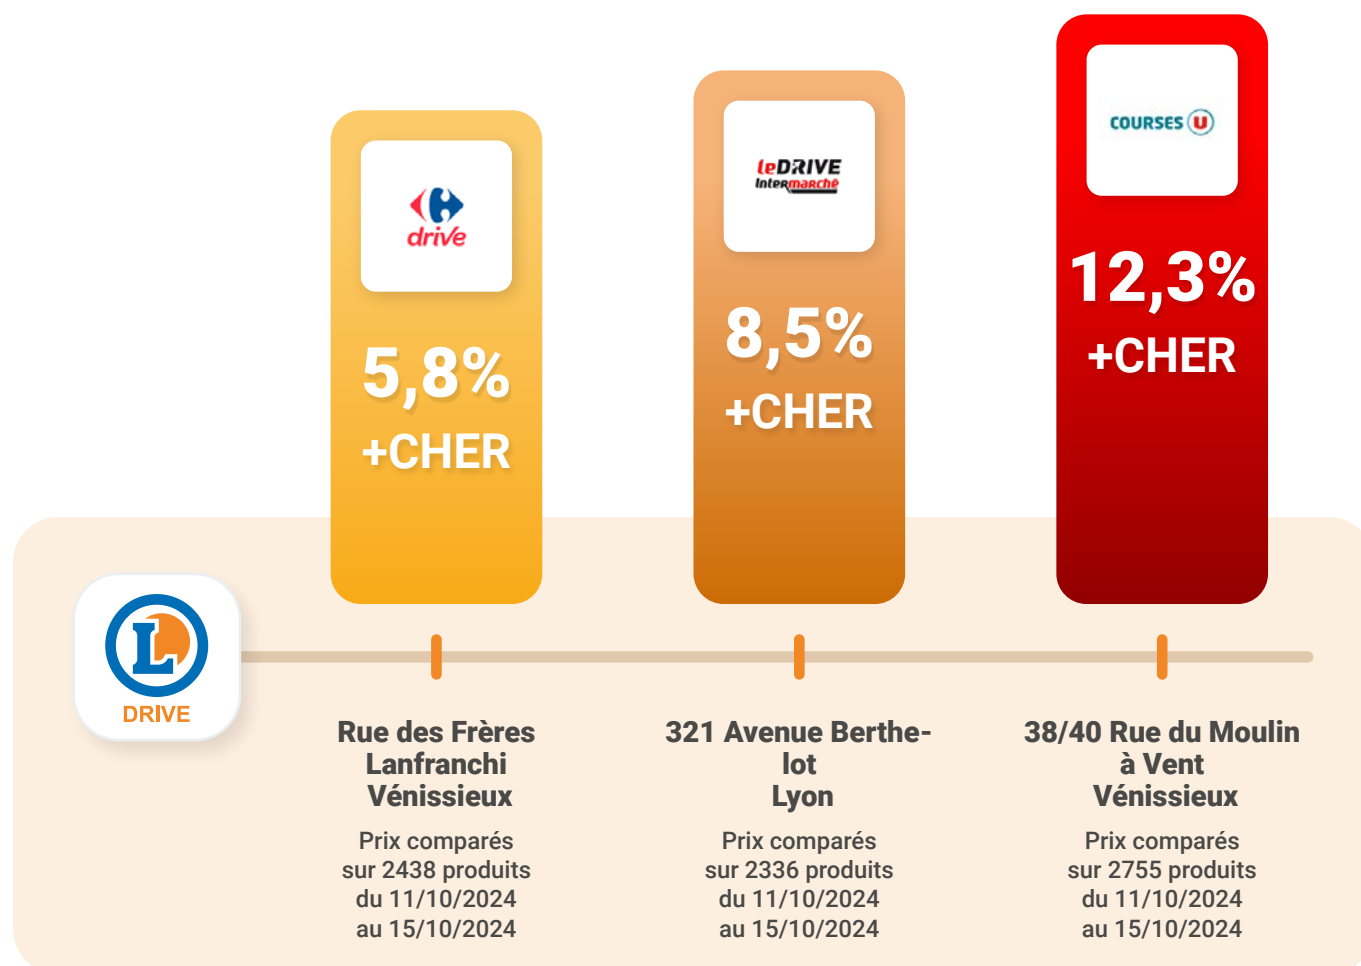 COURSES U
leDRIVE
Intermarché
drive
12,3%
+CHER
8,5%
+CHER
5,8%
+CHER
L
DRIVE
Rue des Frères
Lanfranchi
Vénissieux
Prix comparés
sur 2438 produits
du 11/10/2024
au 15/10/2024
321 Avenue Berthe-
lot
Lyon
Prix comparés
sur 2336 produits
du 11/10/2024
au 15/10/2024
38/40 Rue du Moulin
à Vent
Vénissieux
Prix comparés
sur 2755 produits
du 11/10/2024
au 15/10/2024